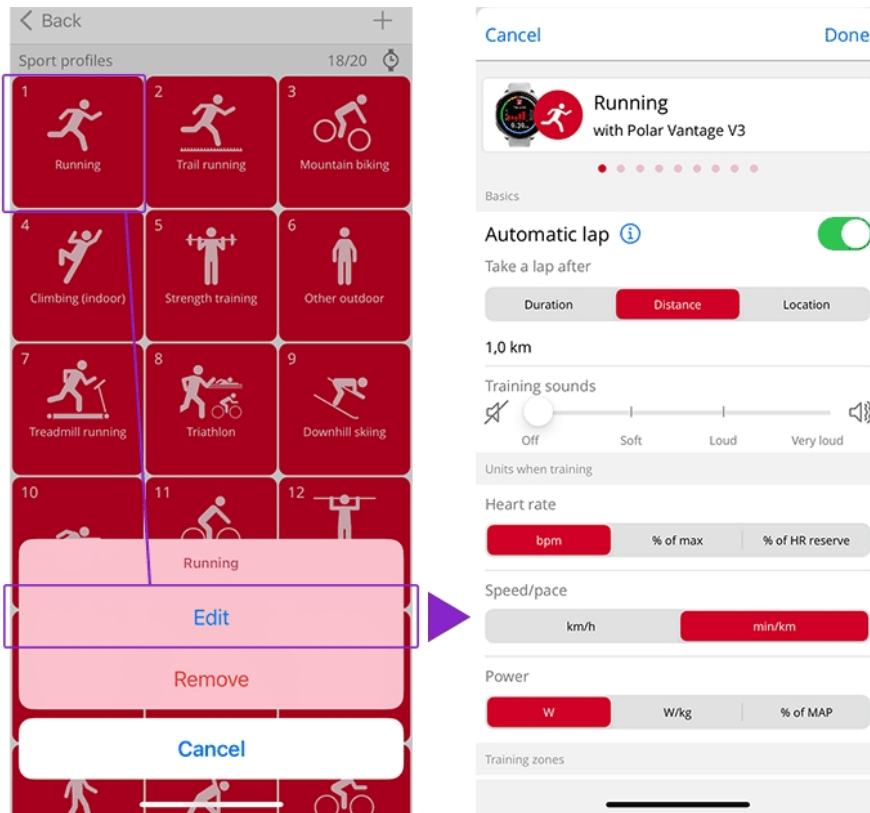 Back
Sport profiles 18/20
1 2 3
Running Trail running Mountain biking
4 5 6
Climbing (indoor) Strength training Other outdoor
7 8 9
Treadmill running Triathlon Downhill skiing
10 11 12
Running
Edit
Remove
Cancel
Cancel Done
Running
with Polar Vantage V3
Basics
Automatic lap
Take a lap after
Duration Distance Location
1,0 km
Training sounds
Off Soft Loud Very loud
Units when training
Heart rate
bpm % of max % of HR reserve
Speed/pace
km/h min/km
Power
W W/kg % of MAP
Training zones